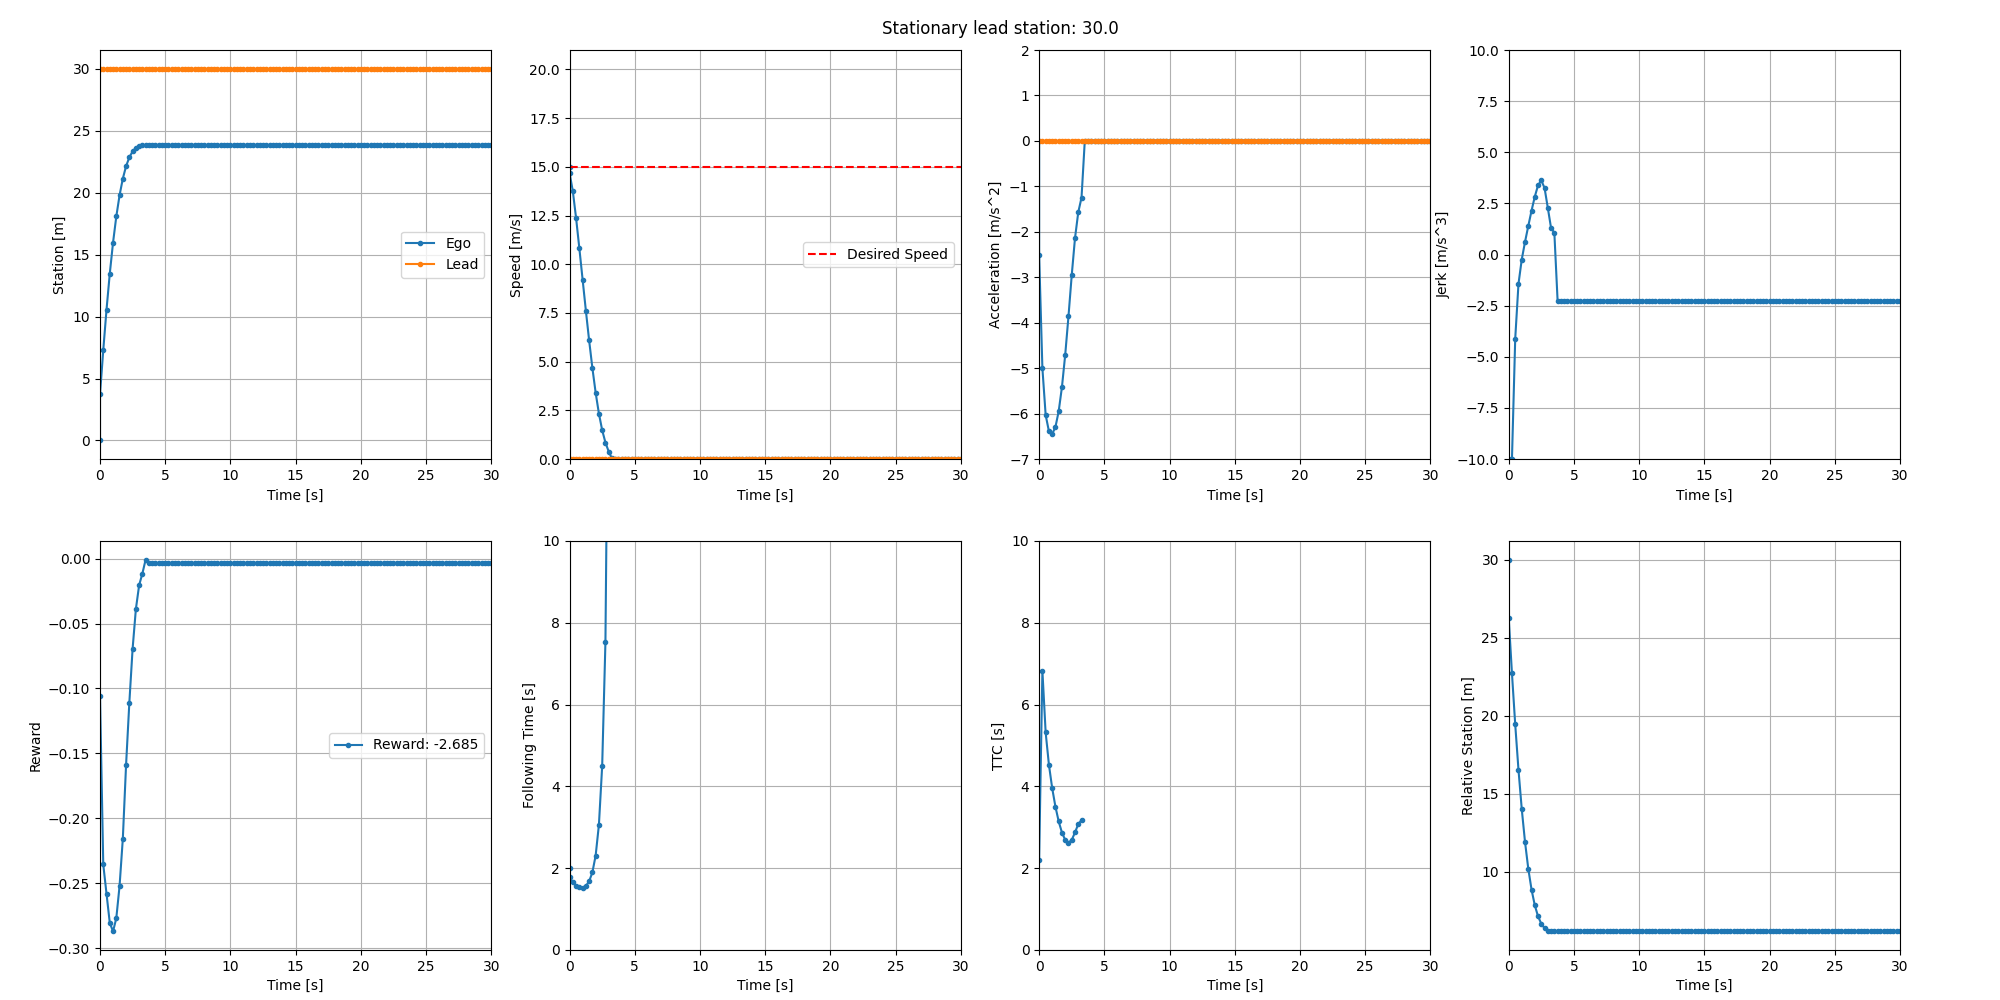 Stationary lead station: 30.0
Station [m]
30
25
20
15
10
5
0
Ego
Lead
0 5 10 15 20 25 30
Time [s]
Speed [m/s]
20.0
17.5
15.0
12.5
10.0
7.5
5.0
2.5
0.0
Desired Speed
0 5 10 15 20 25 30
Time [s]
Acceleration [m/s^2]
2
1
0
−1
−2
−3
−4
−5
−6
−7
0 5 10 15 20 25 30
Time [s]
Jerk [m/s^3]
10.0
7.5
5.0
2.5
0.0
−2.5
−5.0
−7.5
−10.0
0 5 10 15 20 25 30
Time [s]
Reward
0.00
−0.05
−0.10
−0.15
−0.20
−0.25
−0.30
Reward: -2.685
0 5 10 15 20 25 30
Time [s]
Following Time [s]
10
8
6
4
2
0
0 5 10 15 20 25 30
Time [s]
TTC [s]
10
8
6
4
2
0
0 5 10 15 20 25 30
Time [s]
Relative Station [m]
30
25
20
15
10
0 5 10 15 20 25 30
Time [s]